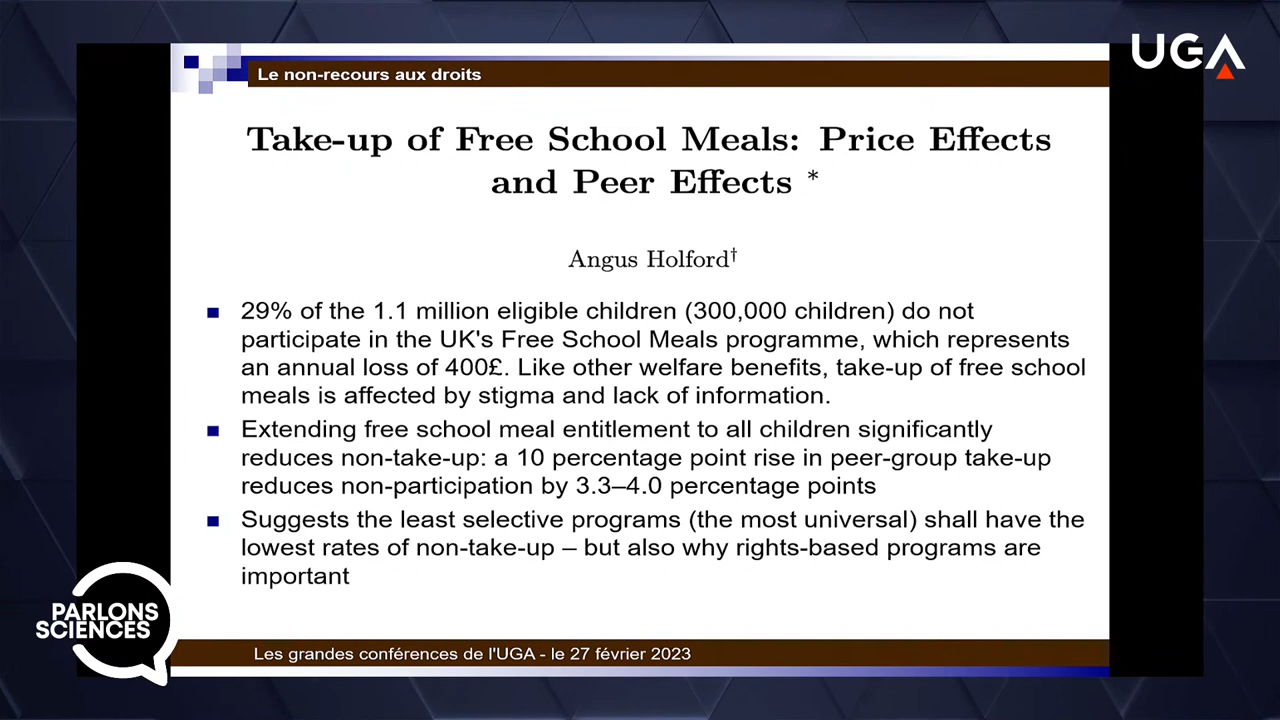 UGA
Le non-recours aux droits
Take-up of Free School Meals: Price Effects
and Peer Effects *
Angus Holford†
29% of the 1.1 million eligible children (300,000 children) do not
participate in the UK's Free School Meals programme, which represents
an annual loss of 400£. Like other welfare benefits, take-up of free school
meals is affected by stigma and lack of information.
Extending free school meal entitlement to all children significantly
reduces non-take-up: a 10 percentage point rise in peer-group take-up
reduces non-participation by 3.3–4.0 percentage points
Suggests the least selective programs (the most universal) shall have the
lowest rates of non-take-up – but also why rights-based programs are
important
PARLONS
SCIENCES
Les grandes conférences de l'UGA - le 27 février 2023